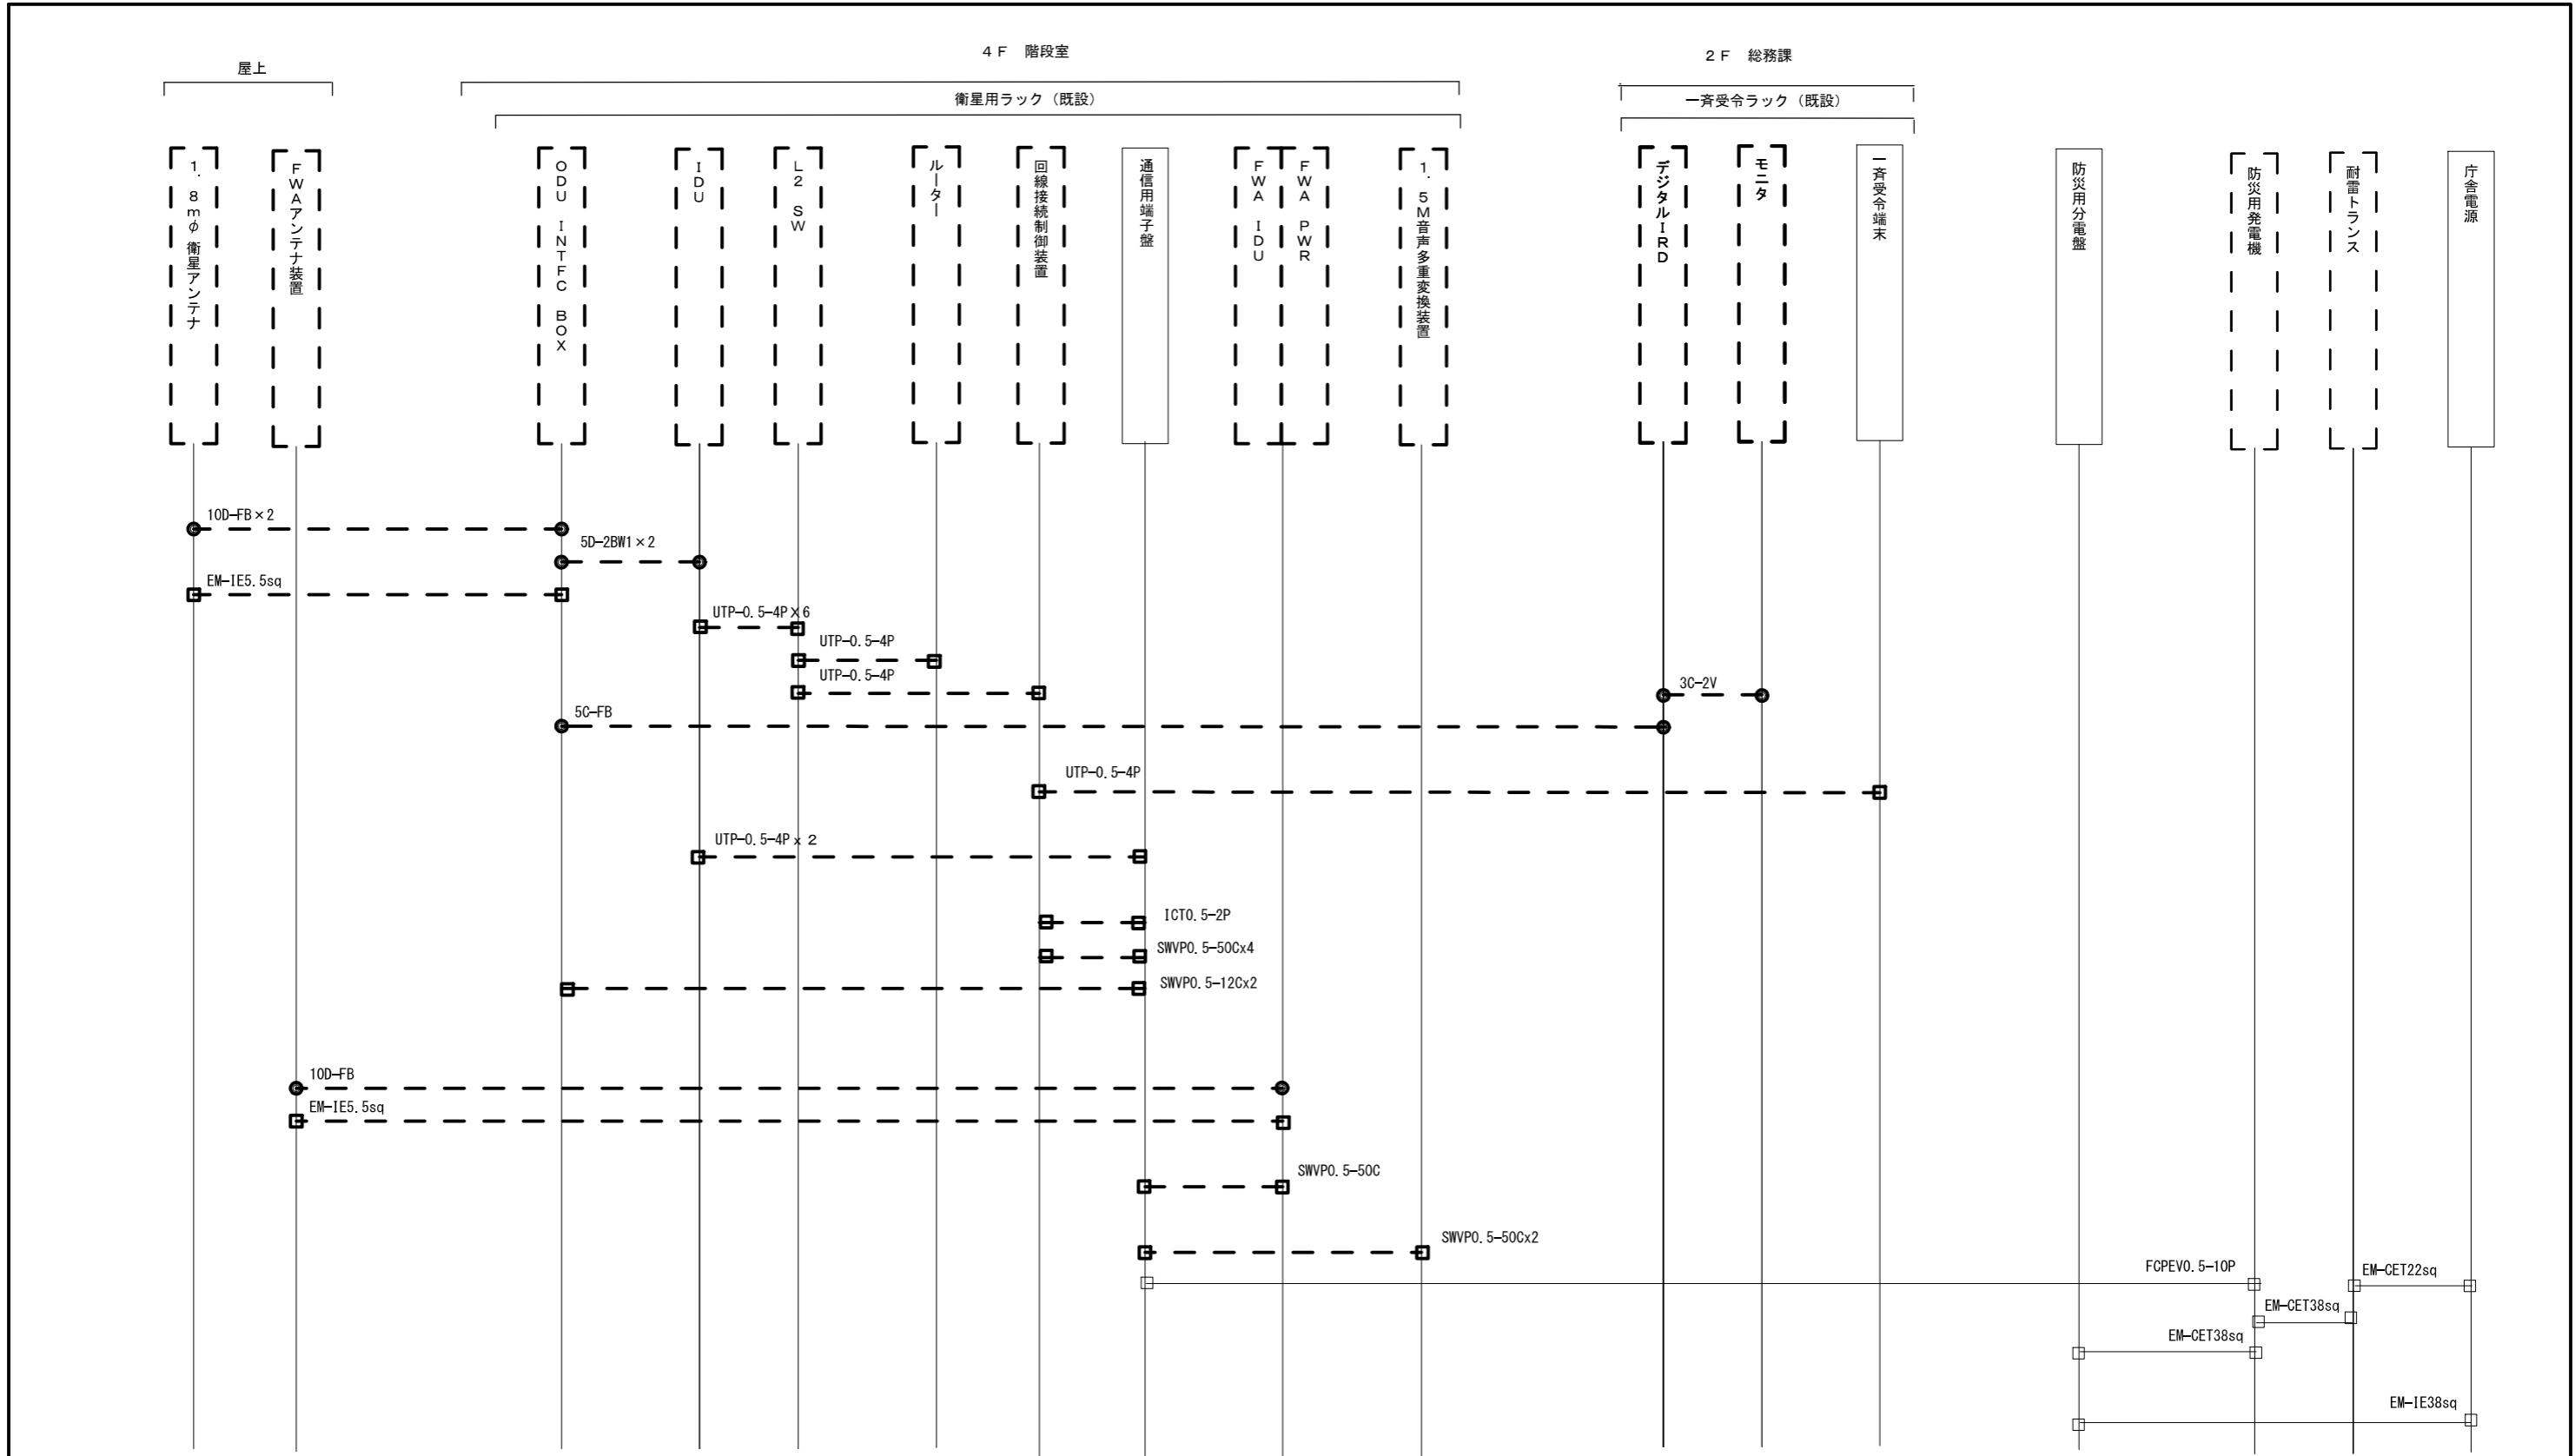 屋上
４Ｆ　階段室
２Ｆ　総務課
衛星用ラック（既設）
一斉受令ラック（既設）
１．８ｍφ 衛星アンテナ
ＦＷＡアンテナ装置
ＯＤＵ　ＩＮＴＦＣ　ＢＯＸ
ＩＤＵ
Ｌ２　ＳＷ
ルーター
回線接続制御装置
通信用端子盤
ＦＷＡ　ＩＤＵ
ＦＷＡ　ＰＷＲ
１．５Ｍ音声多重変換装置
デジタルＩＲＤ
モニタ
一斉受令端末
防災用分電盤
防災用発電機
耐雷トランス
庁舎電源
10D-FB×2
5D-2BW1×2
EM-IE5.5sq
UTP-0.5-4P×6
UTP-0.5-4P
UTP-0.5-4P
3C-2V
5C-FB
UTP-0.5-4P
UTP-0.5-4Pｘ２
ICT0.5-2P
SWVP0.5-50Cx4
SWVP0.5-12Cx2
10D-FB
EM-IE5.5sq
SWVP0.5-50C
SWVP0.5-50Cx2
FCPEV0.5-10P
EM-CET22sq
EM-CET38sq
EM-CET38sq
EM-IE38sq